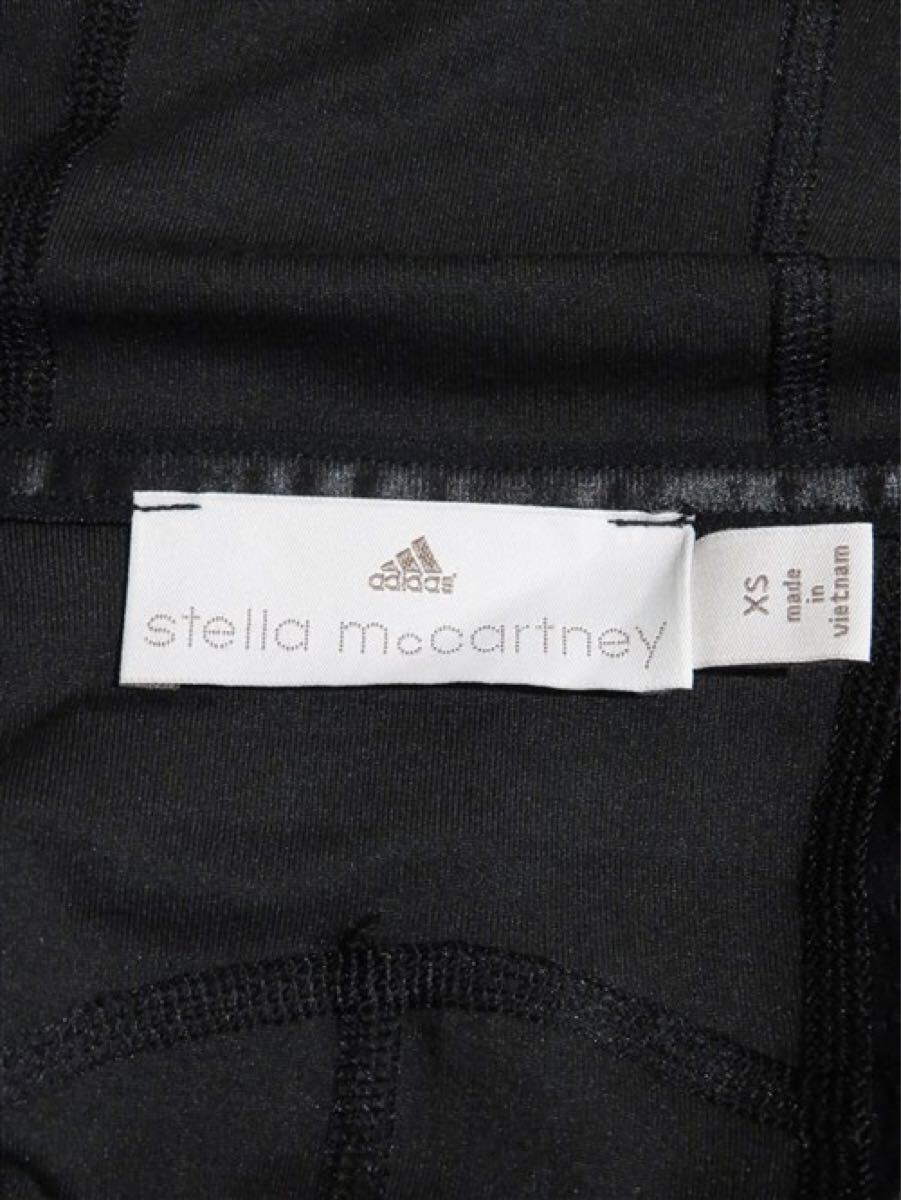 adidas
stella mccartney
XS
made
in
vietnam